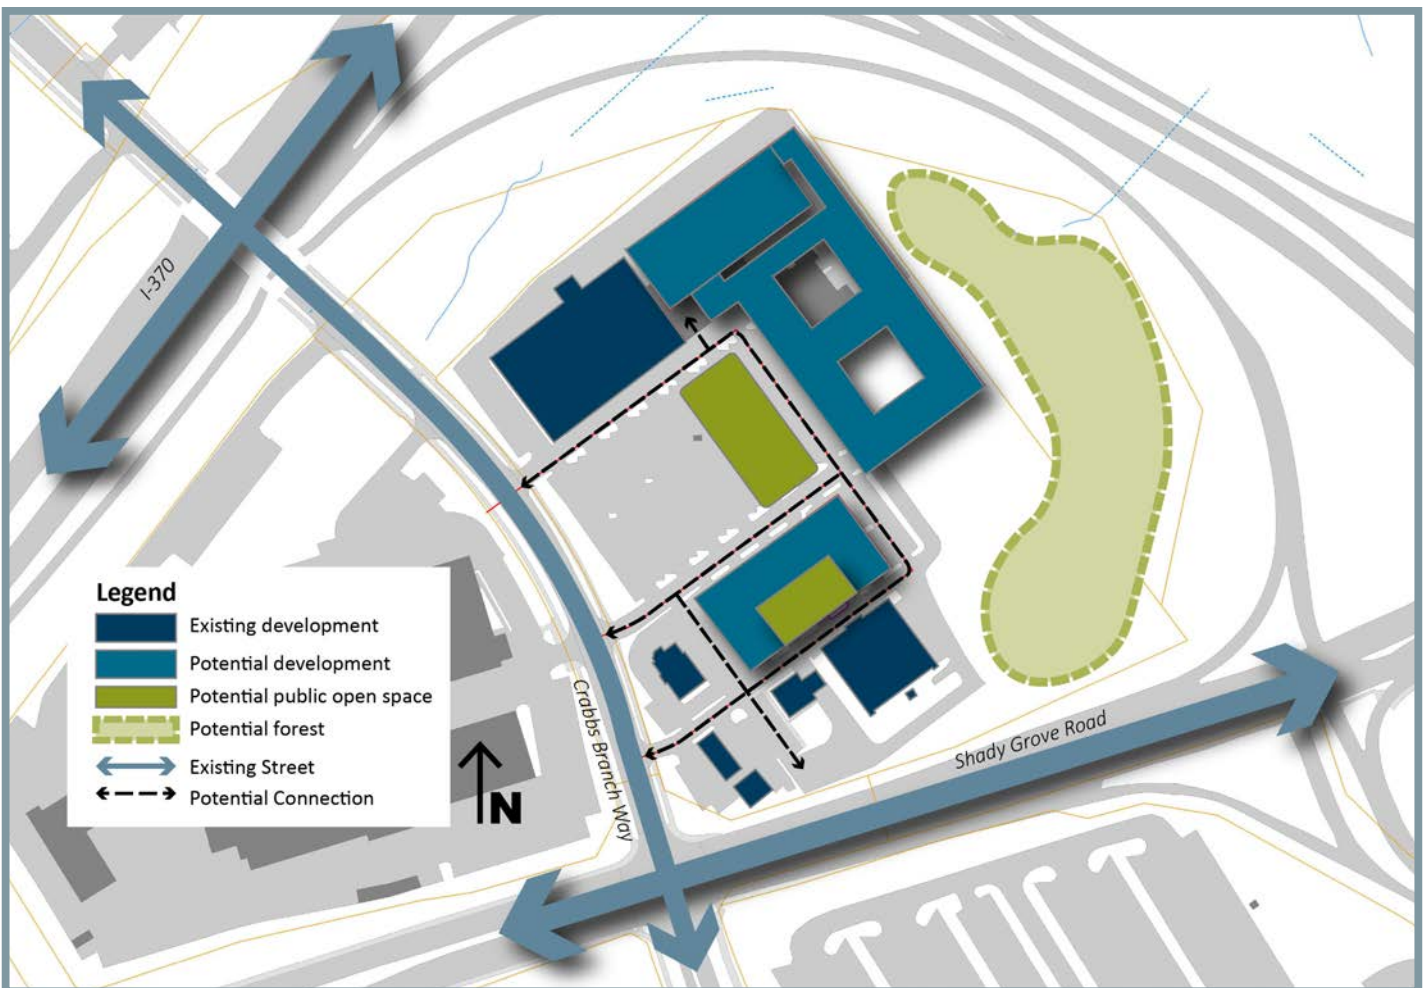 I-370
Legend
Existing development
Potential development
Potential public open space
Potential forest
Existing Street
Potential Connection
N
Crabbs Branch Way
Shady Grove Road